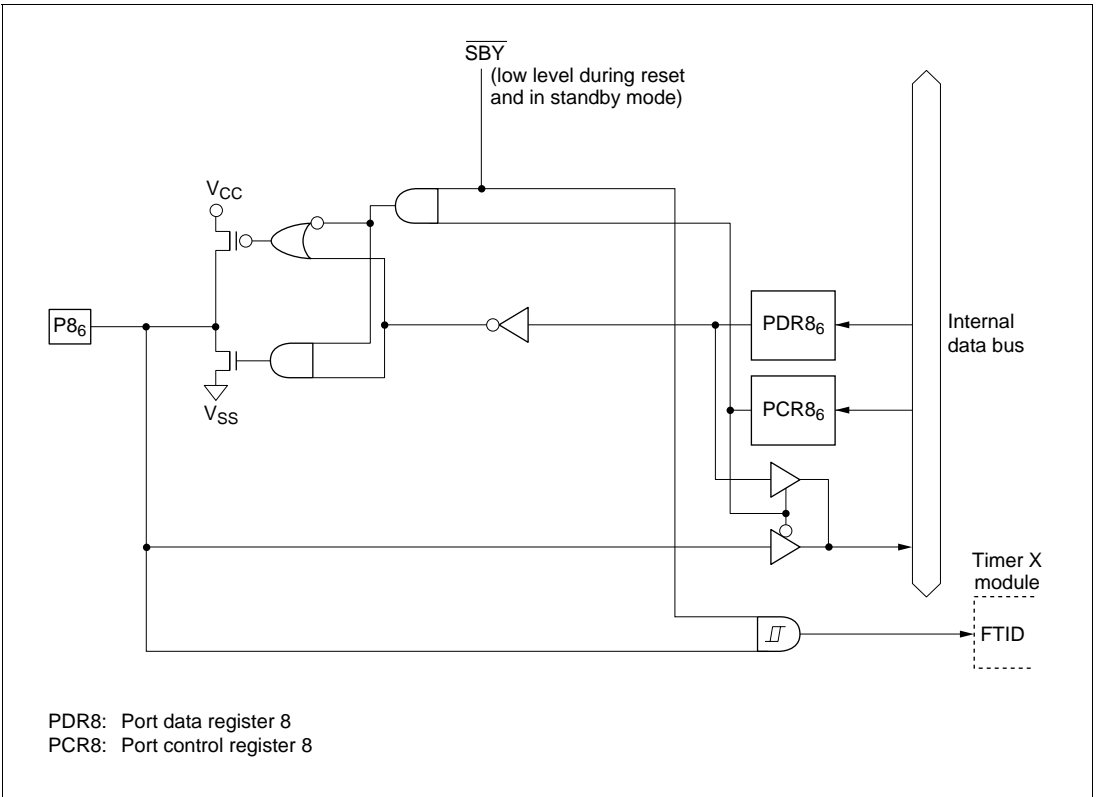 SBY
(low level during reset
and in standby mode)
VCC
P86
VSS
PDR86
PCR86
Internal
data bus
Timer X
module
FTID
PDR8: Port data register 8
PCR8: Port control register 8